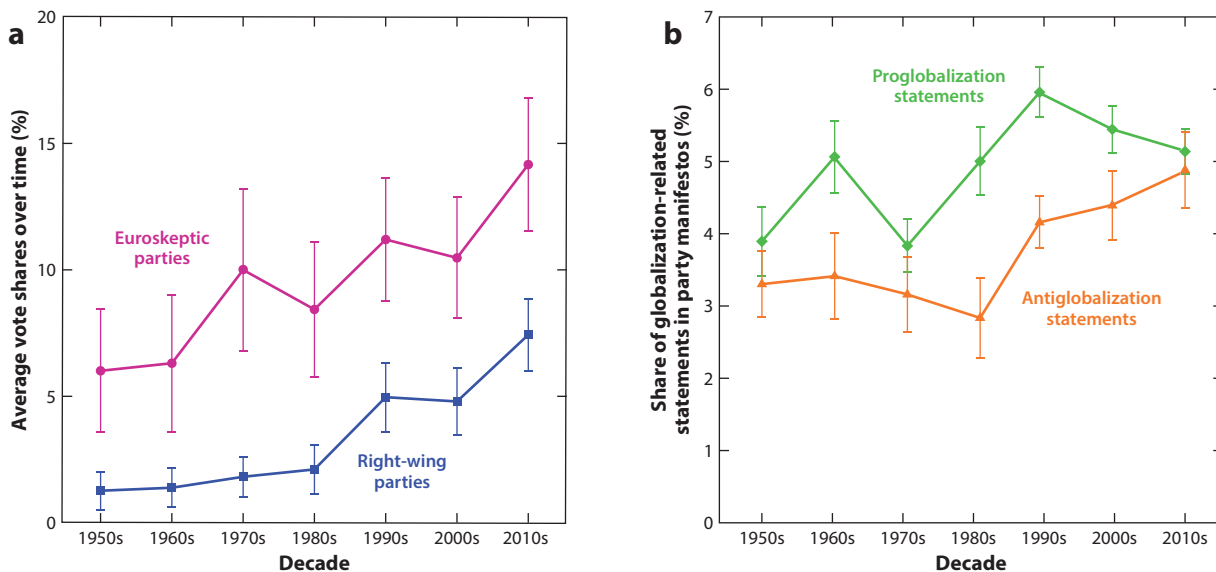 a
Average vote shares over time (%)
20
15
10
5
0
Euroskeptic
parties
Right-wing
parties
1950s 1960s 1970s 1980s 1990s 2000s 2010s
Decade
b
Share of globalization-related
statements in party manifestos (%)
7
6
5
4
3
2
1
0
Proglobalization
statements
Antiglobalization
statements
1950s 1960s 1970s 1980s 1990s 2000s 2010s
Decade